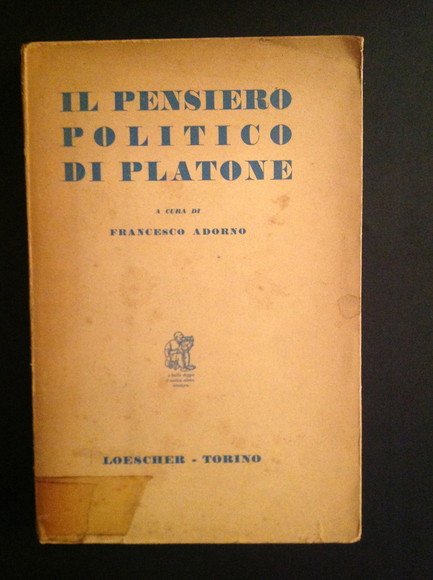 IL PENSIERO
POLITICO
DI PLATONE
A CURA DI
FRANCESCO ADORNO
LOESCHER - TORINO